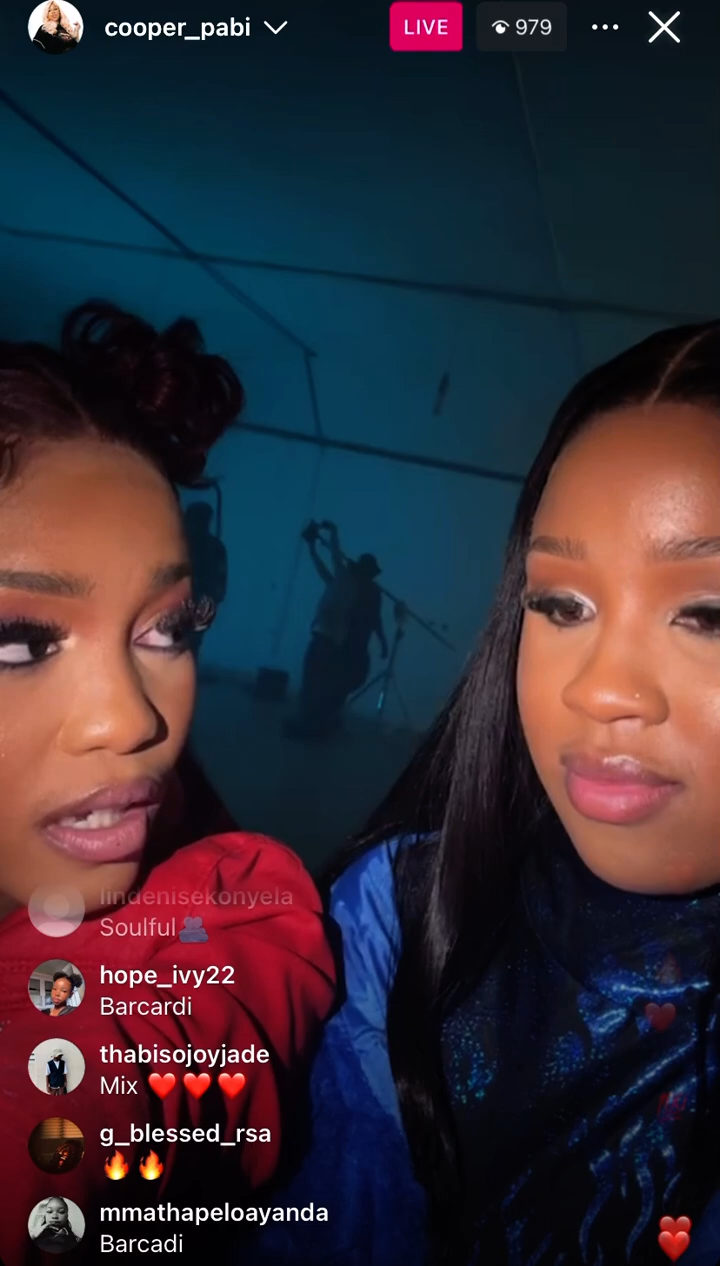 cooper_pabi
LIVE
979
lindenisekonyela
Soulful🫂
hope_ivy22
Barcardi
thabisojoyjade
Mix ❤️ ❤️ ❤️
g_blessed_rsa
🔥 🔥
mmathapeloayanda
Barcadi